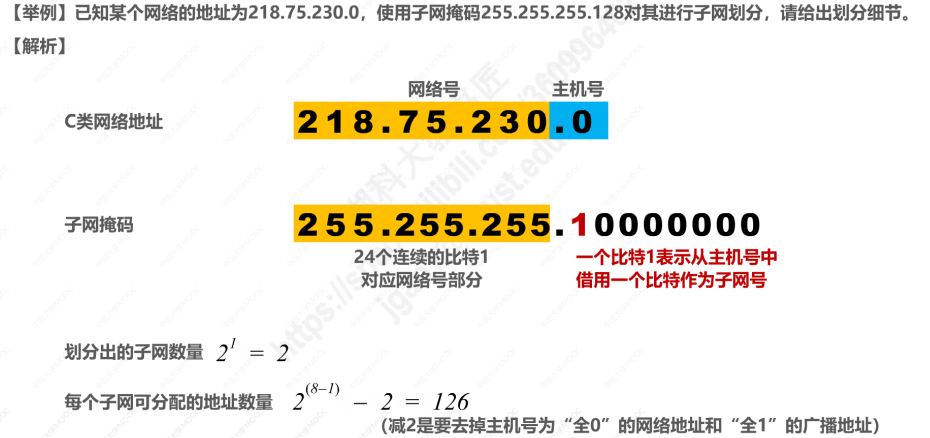 【举例】已知某个网络的地址为218.75.230.0，使用子网掩码255.255.255.128对其进行子网划分，请给出划分细节。
【解析】
网络号 主机号
C类网络地址 218.75.230.0
子网掩码 255.255.255.10000000
24个连续的比特1 一个比特1表示从主机号中
对应网络号部分 借用一个比特作为子网号
划分出的子网数量 2^1 = 2
每个子网可分配的地址数量 2^(8–1) – 2 = 126
（减2是要去掉主机号为“全0”的网络地址和“全1”的广播地址）